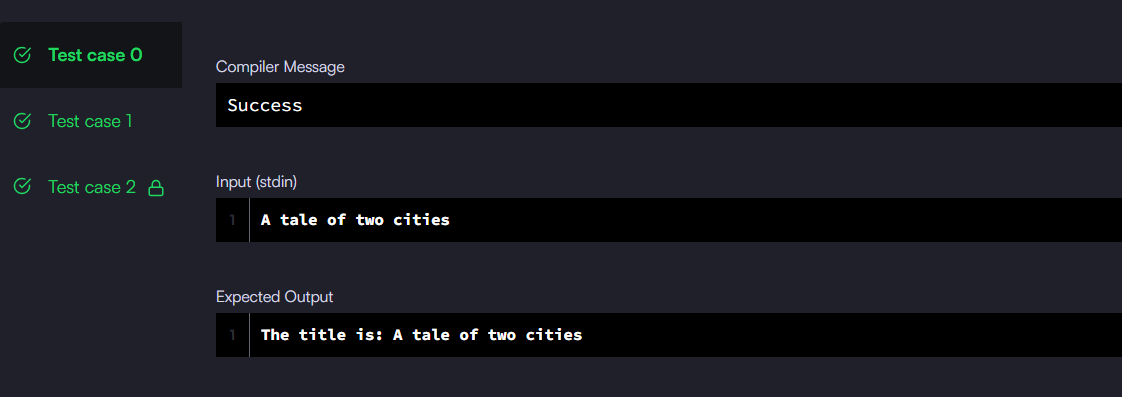 Test case 0
Test case 1
Test case 2
Compiler Message
Success
Input (stdin)
1 A tale of two cities
Expected Output
1 The title is: A tale of two cities